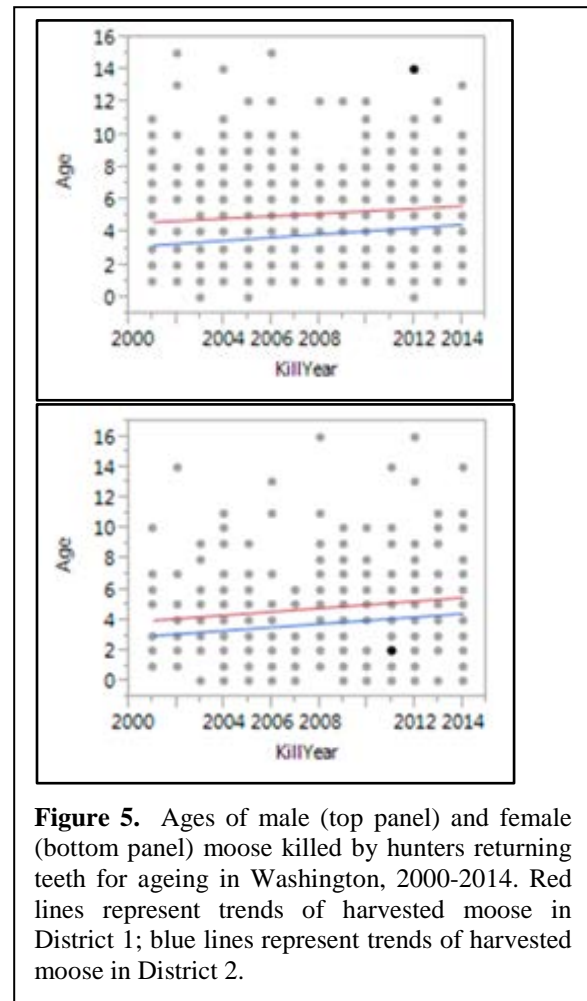 16
14
12
10
8
6
4
2
0
Age
2000 2004 2006 2008 2012 2014
KillYear
16
14
12
10
8
6
4
2
0
Age
2000 2004 2006 2008 2012 2014
KillYear
Figure 5. Ages of male (top panel) and female
(bottom panel) moose killed by hunters returning
teeth for ageing in Washington, 2000-2014. Red
lines represent trends of harvested moose in
District 1; blue lines represent trends of harvested
moose in District 2.